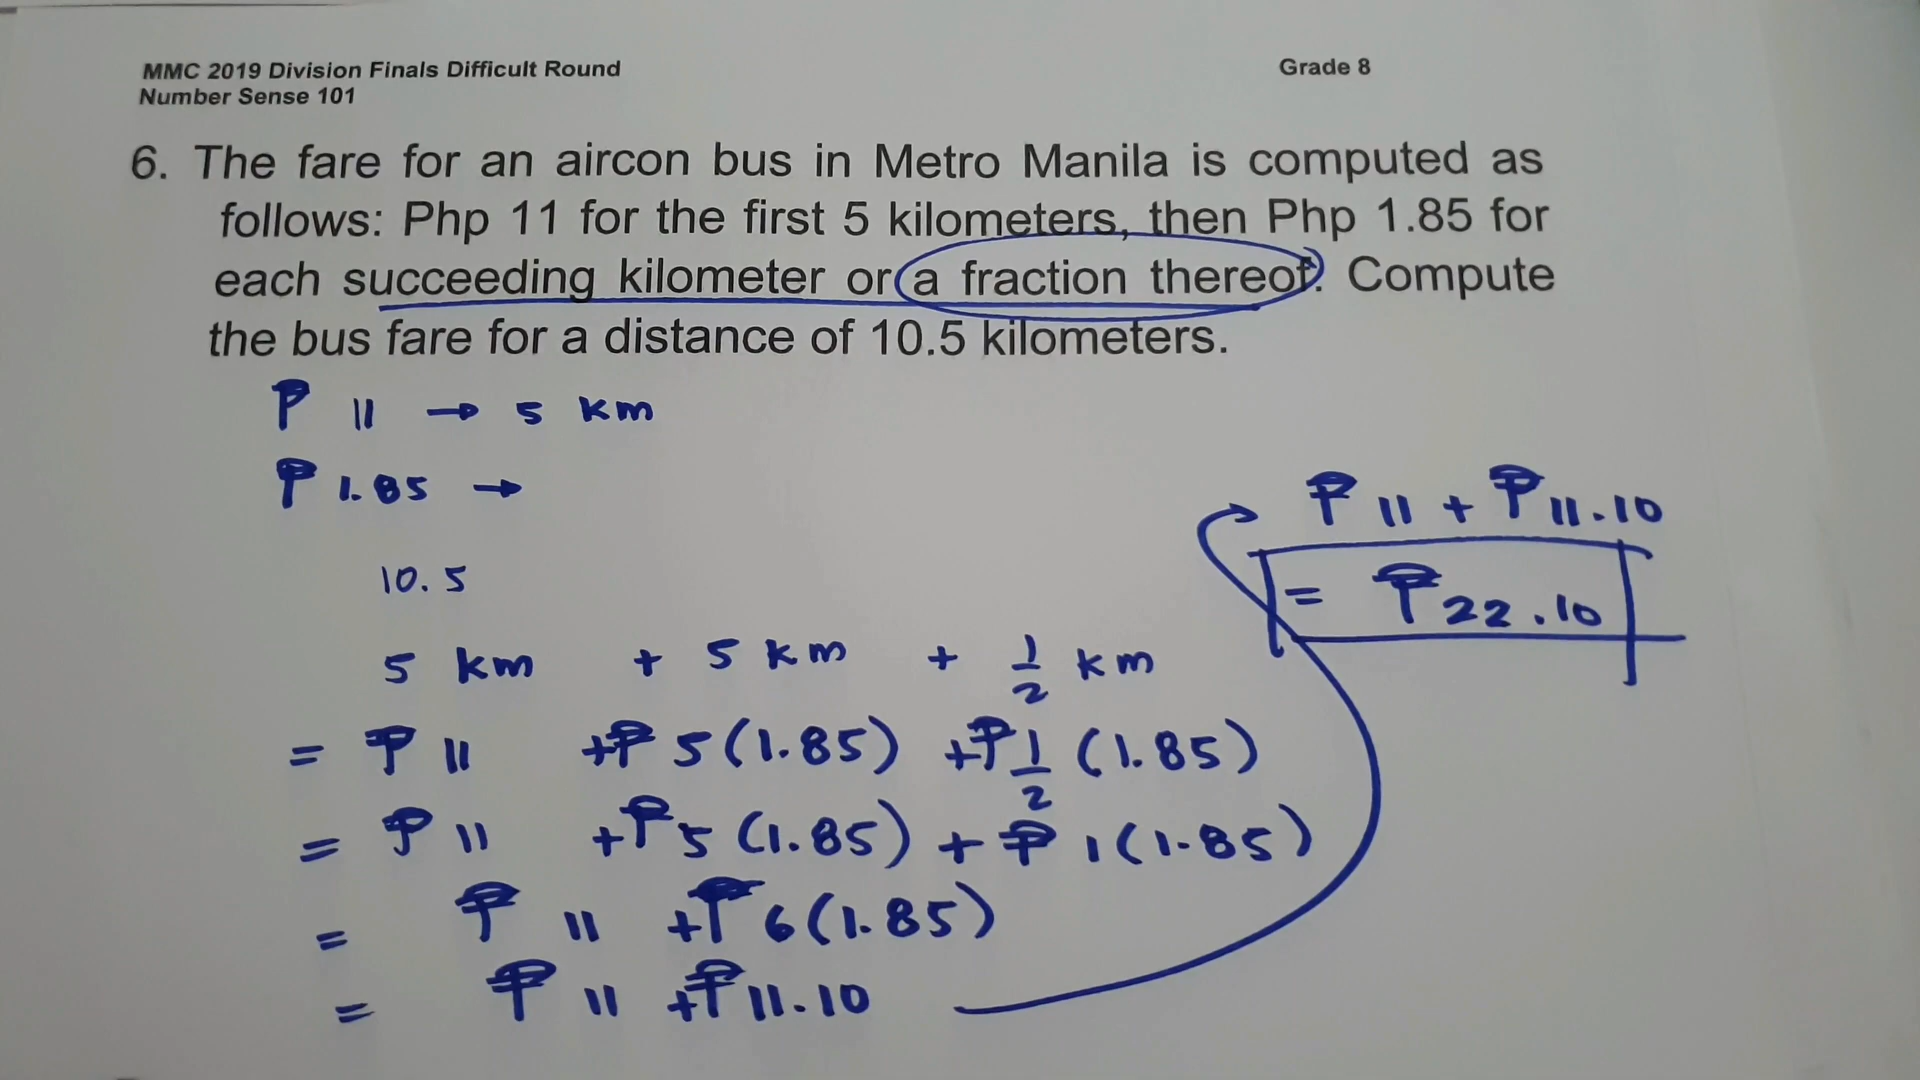 MMC 2019 Division Finals Difficult Round
Grade 8
Number Sense 101
6. The fare for an aircon bus in Metro Manila is computed as
follows: Php 11 for the first 5 kilometers, then Php 1.85 for
each succeeding kilometer or a fraction thereof. Compute
the bus fare for a distance of 10.5 kilometers.
₱ 11 → 5 km
₱ 1.85 →
10.5
5 km + 5 km + 1/2 km
= ₱ 11 + ₱ 5(1.85) + ₱ 1/2 (1.85)
= ₱ 11 + ₱ 5(1.85) + ₱ 1(1.85)
= ₱ 11 + ₱ 6(1.85)
= ₱ 11 + ₱ 11.10
₱ 11 + ₱ 11.10
= ₱ 22.10